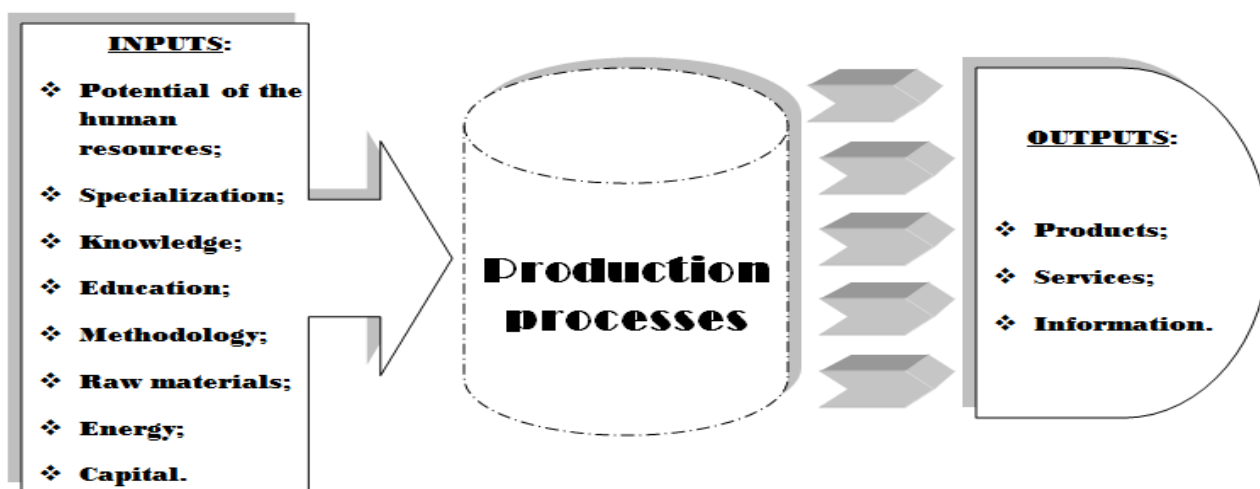 INPUTS:
❖ Potential of the
human
resources;
❖ Specialization;
❖ Knowledge;
❖ Education;
❖ Methodology;
❖ Raw materials;
❖ Energy;
❖ Capital.
Production
processes
OUTPUTS:
❖ Products;
❖ Services;
❖ Information.